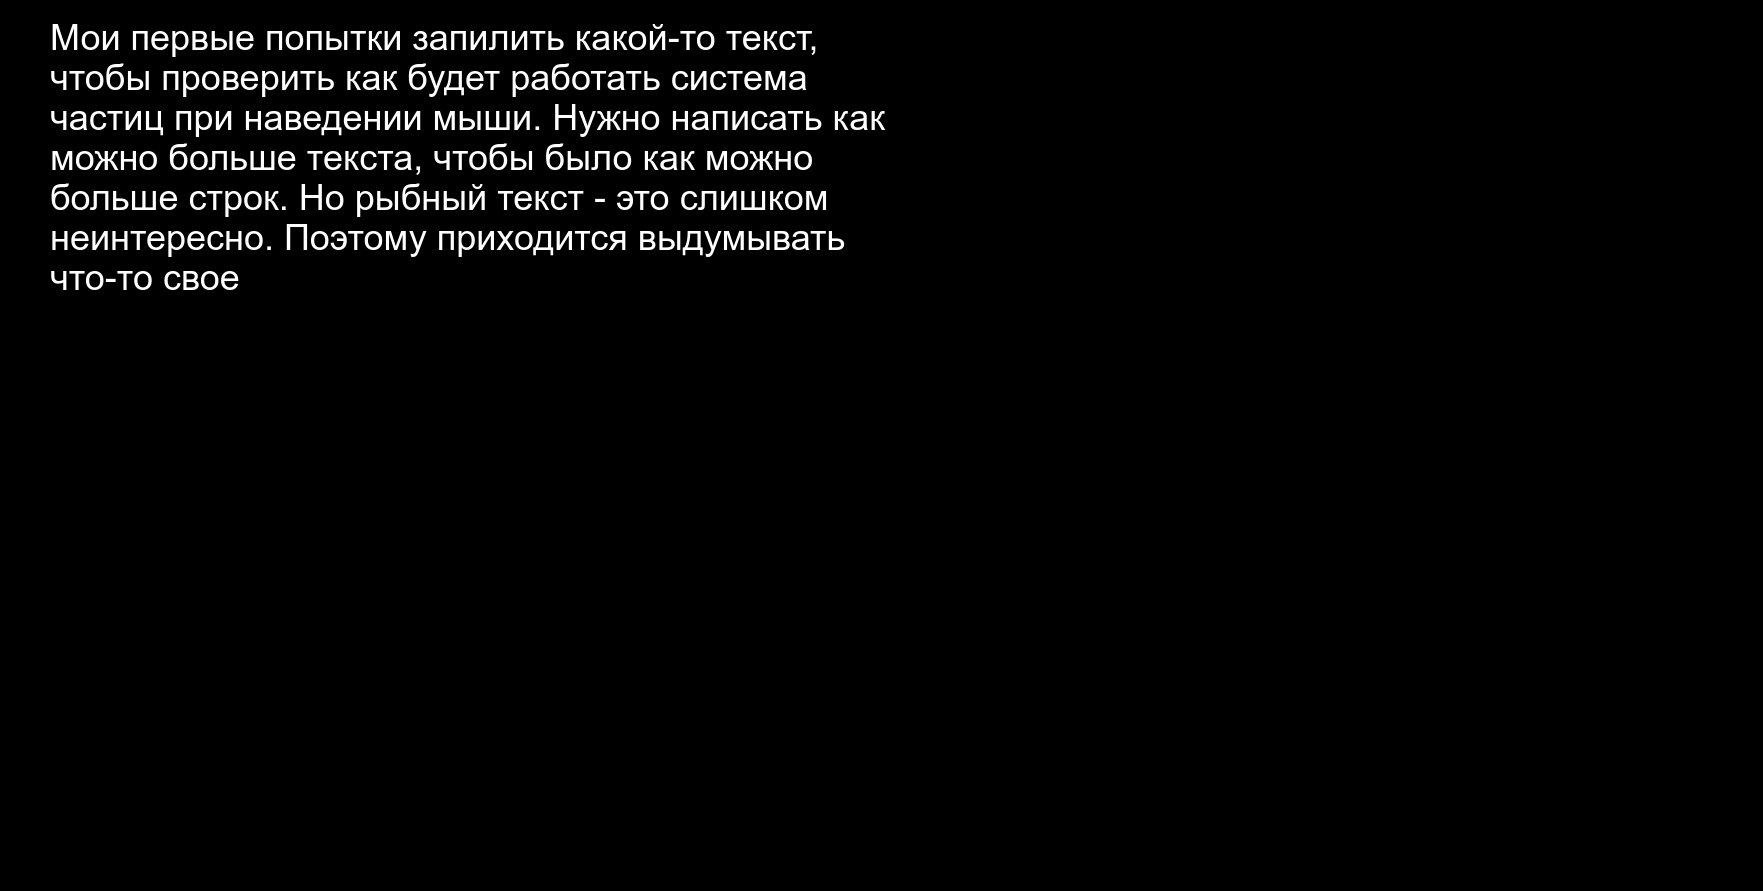 Мои первые попытки запилить какой-то текст,
чтобы проверить как будет работать система
частиц при наведении мыши. Нужно написать как
можно больше текста, чтобы было как можно
больше строк. Но рыбный текст - это слишком
неинтересно. Поэтому приходится выдумывать
что-то свое